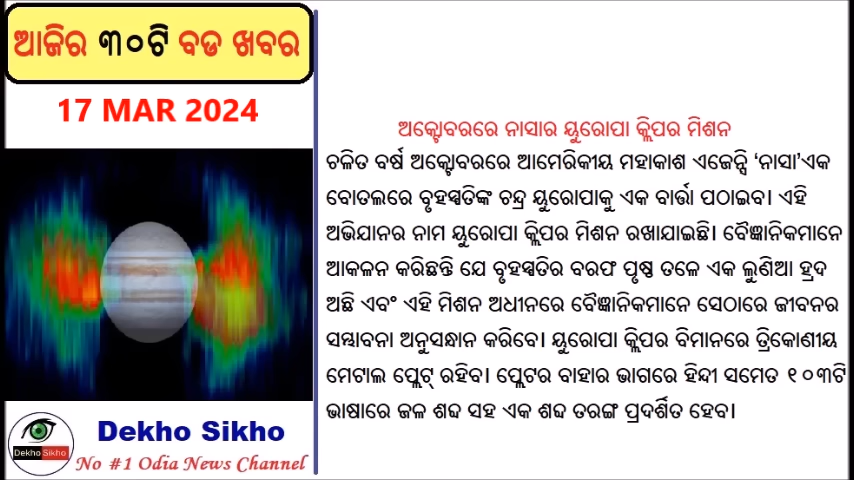 ଆଜିର ୩୦ଟି ବଡ ଖବର
17 MAR 2024
ଅକ୍ଟୋବରରେ ନାସାର ୟୁରୋପା କ୍ଲିପର ମିଶନ
ଚଳିତ ବର୍ଷ ଅକ୍ଟୋବରରେ ଆମେରିକୀୟ ମହାକାଶ ଏଜେନ୍ସି ‘ନାସା’ଏକ
ବୋତଲରେ ବୃହସ୍ପତିଙ୍କ ଚନ୍ଦ୍ର ୟୁରୋପାକୁ ଏକ ବାର୍ତ୍ତା ପଠାଇବ। ଏହି
ଅଭିଯାନର ନାମ ୟୁରୋପା କ୍ଲିପର ମିଶନ ରଖାଯାଇଛି। ବୈଜ୍ଞାନିକମାନେ
ଆକଳନ କରିଛନ୍ତି ଯେ ବୃହସ୍ପତିର ବରଫ ପୃଷ୍ଠ ତଳେ ଏକ ଲୁଣିଆ ହ୍ରଦ
ଅଛି ଏବଂ ଏହି ମିଶନ ଅଧୀନରେ ବୈଜ୍ଞାନିକମାନେ ସେଠାରେ ଜୀବନର
ସମ୍ଭାବନା ଅନୁସନ୍ଧାନ କରିବେ। ୟୁରୋପା କ୍ଲିପର ବିମାନରେ ତ୍ରିକୋଣୀୟ
ମେଟାଲ ପ୍ଲେଟ୍ ରହିବ। ପ୍ଲେଟର ବାହାର ଭାଗରେ ହିନ୍ଦୀ ସମେତ ୧୦୩ଟି
ଭାଷାରେ ଜଳ ଶବ୍ଦ ସହ ଏକ ଶବ୍ଦ ତରଙ୍ଗ ପ୍ରଦର୍ଶିତ ହେବ।
Dekho Sikho
Dekho Sikho
No #1 Odia News Channel